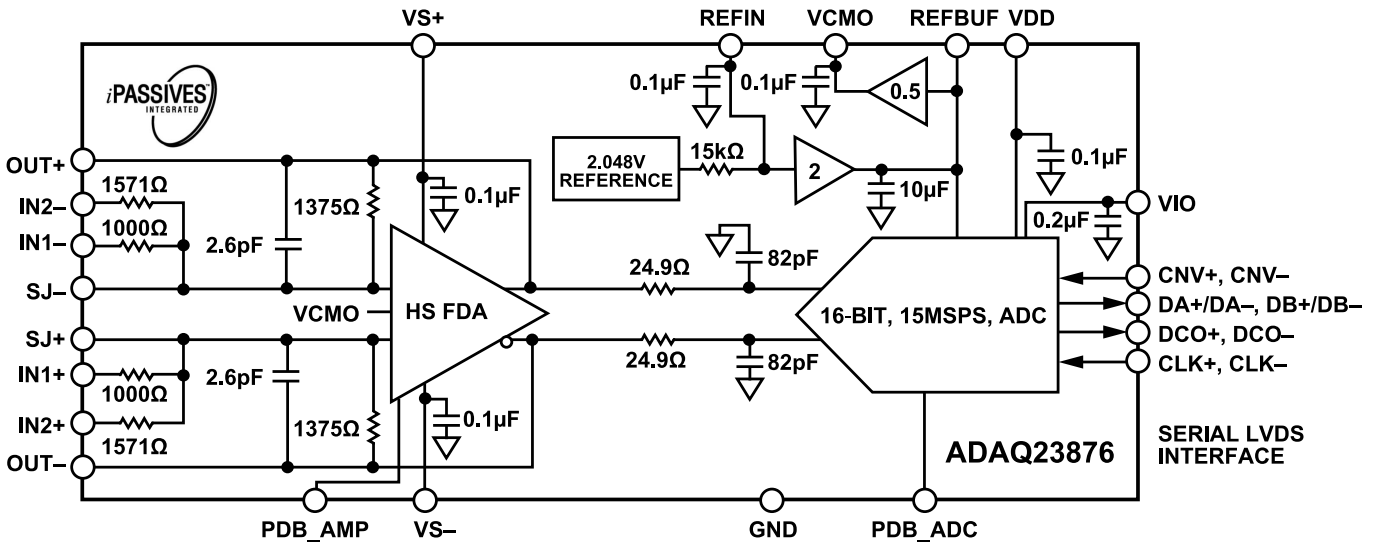 VS+
REFIN
VCMO
REFBUF
VDD
iPASSIVES™
INTEGRATED
0.1µF
0.1µF
0.5
OUT+
1571Ω
IN2–
1000Ω
IN1–
SJ–
2.6pF
1375Ω
0.1µF
2.048V
REFERENCE
15kΩ
2
10µF
0.1µF
VIO
0.2µF
24.9Ω
82pF
VCMO
HS FDA
16-BIT, 15MSPS, ADC
CNV+, CNV–
DA+/DA–, DB+/DB–
DCO+, DCO–
CLK+, CLK–
SJ+
IN1+
1000Ω
IN2+
1571Ω
OUT–
2.6pF
1375Ω
24.9Ω
82pF
0.1µF
ADAQ23876
SERIAL LVDS
INTERFACE
PDB_AMP
VS–
GND
PDB_ADC